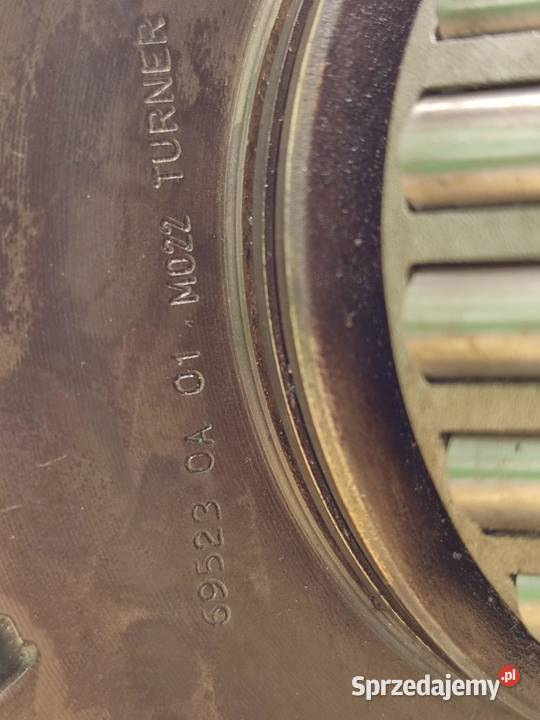 69523 0A 01 M022 TURNER
Sprzedajemy.pl